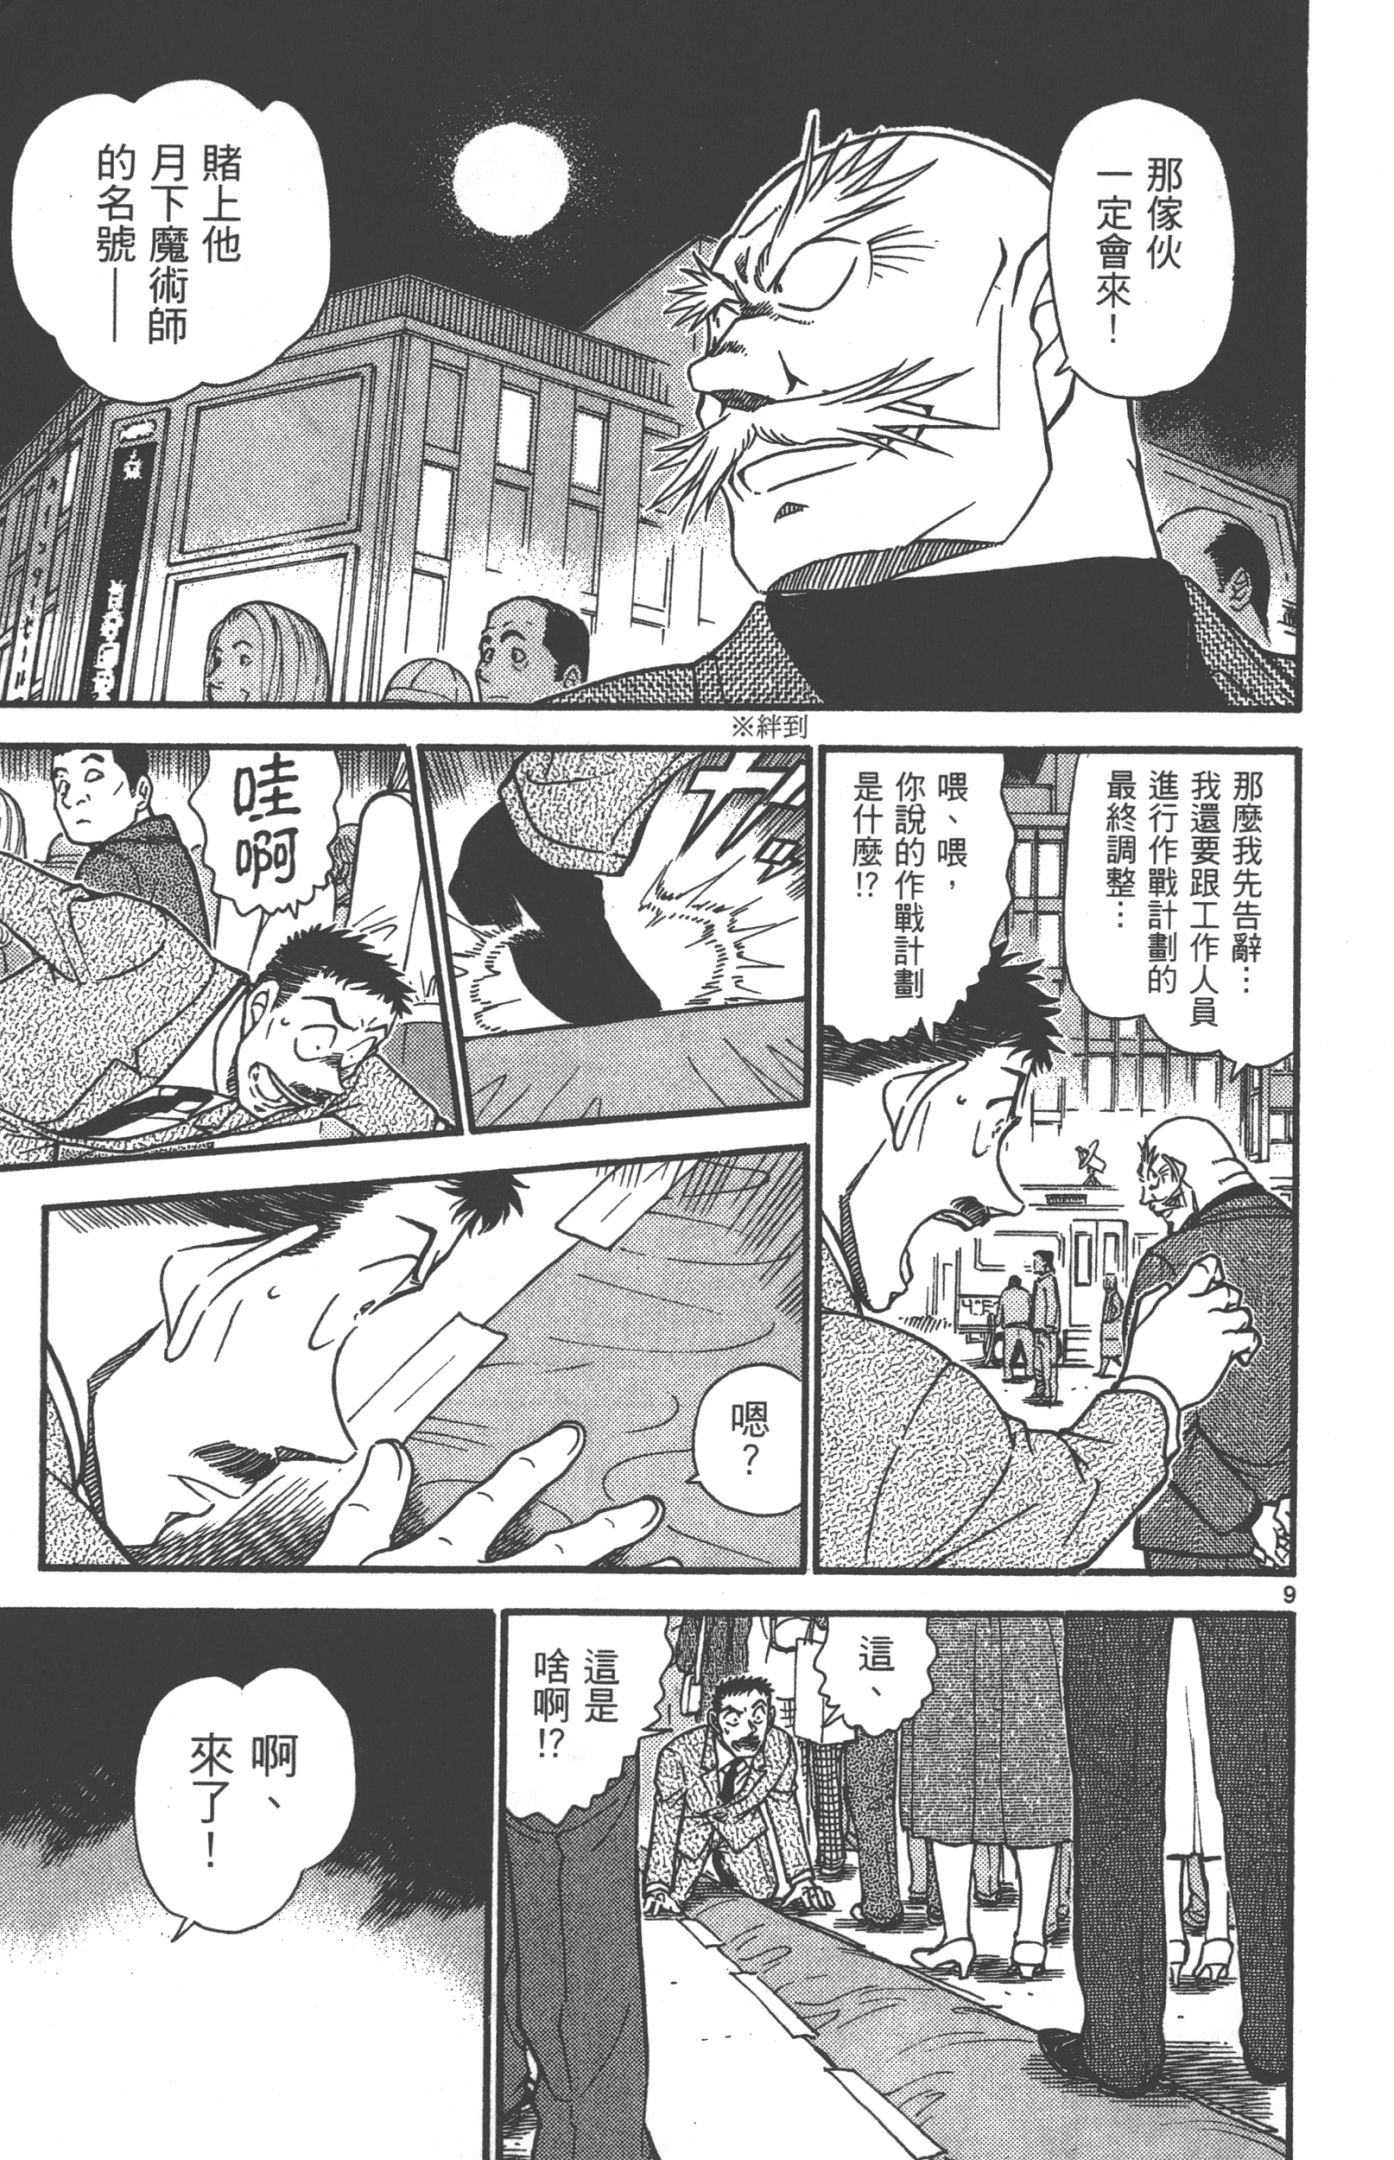 那傢伙
一定會來！
賭上他
月下魔術師
的名號——
※絆到
那麼我先告辭…
我還要跟工作人員
進行作戰計劃的
最終調整…
喂、喂，
你說的作戰計劃
是什麼!?
哇啊
嗯？
9
這、
這是
啥啊!?
啊、
來了！